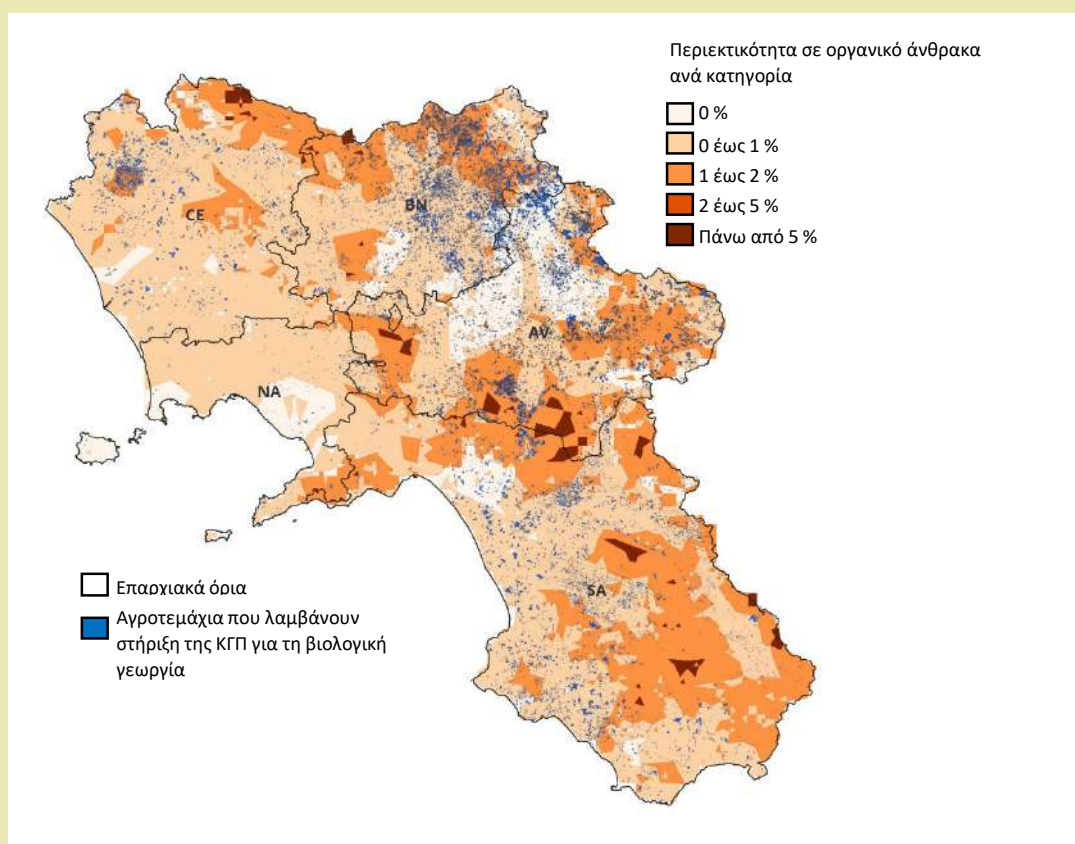 Περιεκτικότητα σε οργανικό άνθρακα
ανά κατηγορία
0 %
0 έως 1 %
1 έως 2 %
2 έως 5 %
Πάνω από 5 %
CE
BN
AV
NA
SA
Επαρχιακά όρια
Αγροτεμάχια που λαμβάνουν
στήριξη της ΚΓΠ για τη βιολογική
γεωργία